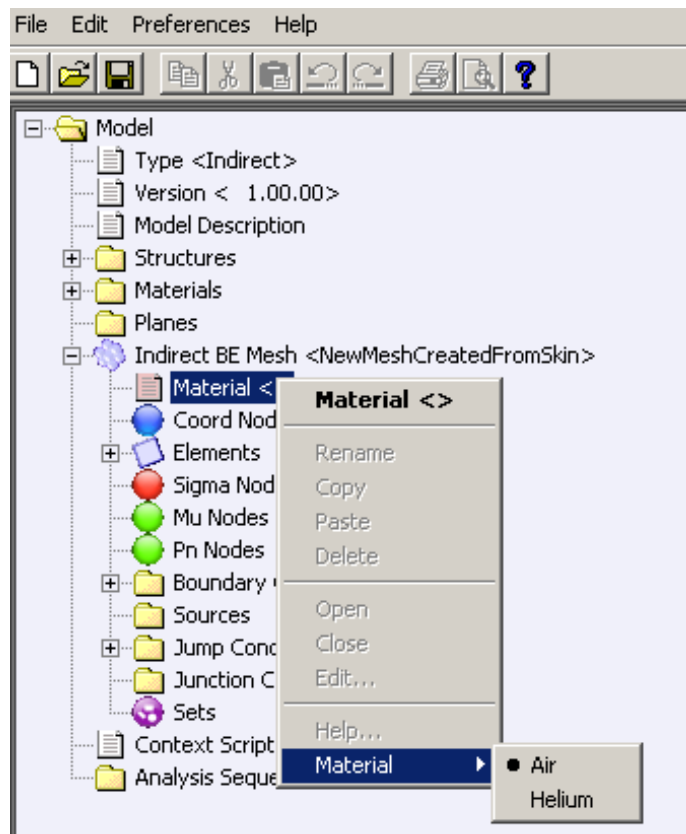 File Edit Preferences Help
Model
Type <Indirect>
Version < 1.00.00>
Model Description
Structures
Materials
Planes
Indirect BE Mesh <NewMeshCreatedFromSkin>
Material <
Coord Nod
Elements
Sigma Nod
Mu Nodes
Pn Nodes
Boundary
Sources
Jump Conc
Junction C
Sets
Context Script
Analysis Seque
Material <>
Rename
Copy
Paste
Delete
Open
Close
Edit...
Help...
Material
Air
Helium